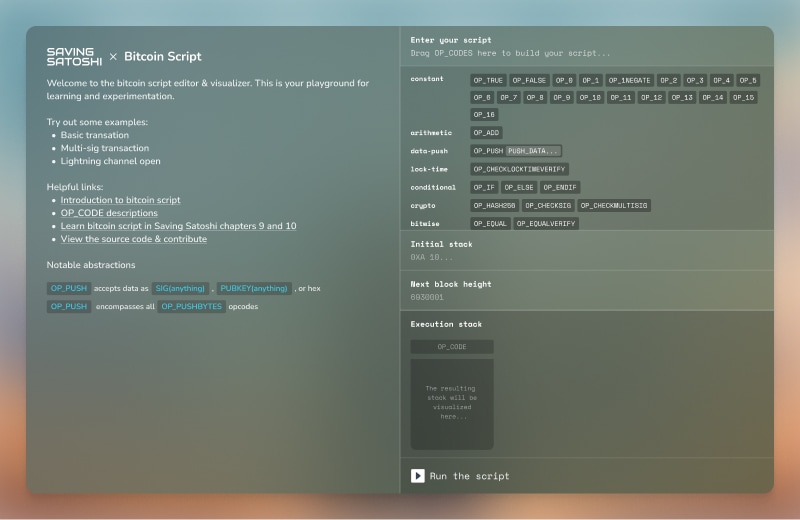 SAVING
SATOSHI × Bitcoin Script
Welcome to the bitcoin script editor & visualizer. This is your playground for
learning and experimentation.
Try out some examples:
• Basic transation
• Multi-sig transaction
• Lightning channel open
Helpful links:
• Introduction to bitcoin script
• OP_CODE descriptions
• Learn bitcoin script in Saving Satoshi chapters 9 and 10
• View the source code & contribute
Notable abstractions
OP_PUSH accepts data as SIG(anything) , PUBKEY(anything) , or hex
OP_PUSH encompasses all OP_PUSHBYTES opcodes
Enter your script
Drag OP_CODES here to build your script...
constant OP_TRUE OP_FALSE OP_0 OP_1 OP_1NEGATE OP_2 OP_3 OP_4 OP_5
OP_6 OP_7 OP_8 OP_9 OP_10 OP_11 OP_12 OP_13 OP_14 OP_15
OP_16
arithmetic OP_ADD
data-push OP_PUSH PUSH_DATA...
lock-time OP_CHECKLOCKTIMEVERIFY
conditional OP_IF OP_ELSE OP_ENDIF
crypto OP_HASH256 OP_CHECKSIG OP_CHECKMULTISIG
bitwise OP_EQUAL OP_EQUALVERIFY
Initial stack
0XA 10...
Next block height
6930001
Execution stack
OP_CODE
The resulting
stack will be
visualized
here...
Run the script